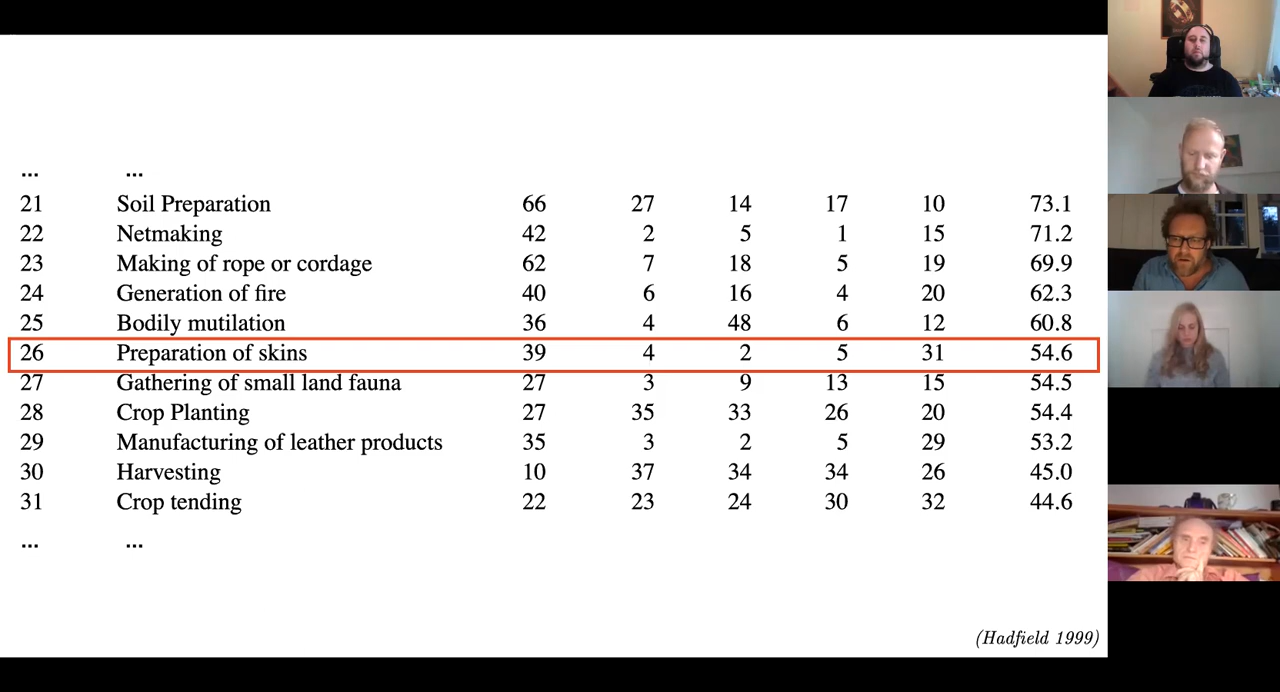 ... ...
21 Soil Preparation 66 27 14 17 10 73.1
22 Netmaking 42 2 5 1 15 71.2
23 Making of rope or cordage 62 7 18 5 19 69.9
24 Generation of fire 40 6 16 4 20 62.3
25 Bodily mutilation 36 4 48 6 12 60.8
26 Preparation of skins 39 4 2 5 31 54.6
27 Gathering of small land fauna 27 3 9 13 15 54.5
28 Crop Planting 27 35 33 26 20 54.4
29 Manufacturing of leather products 35 3 2 5 29 53.2
30 Harvesting 10 37 34 34 26 45.0
31 Crop tending 22 23 24 30 32 44.6
... ...
(Hadfield 1999)